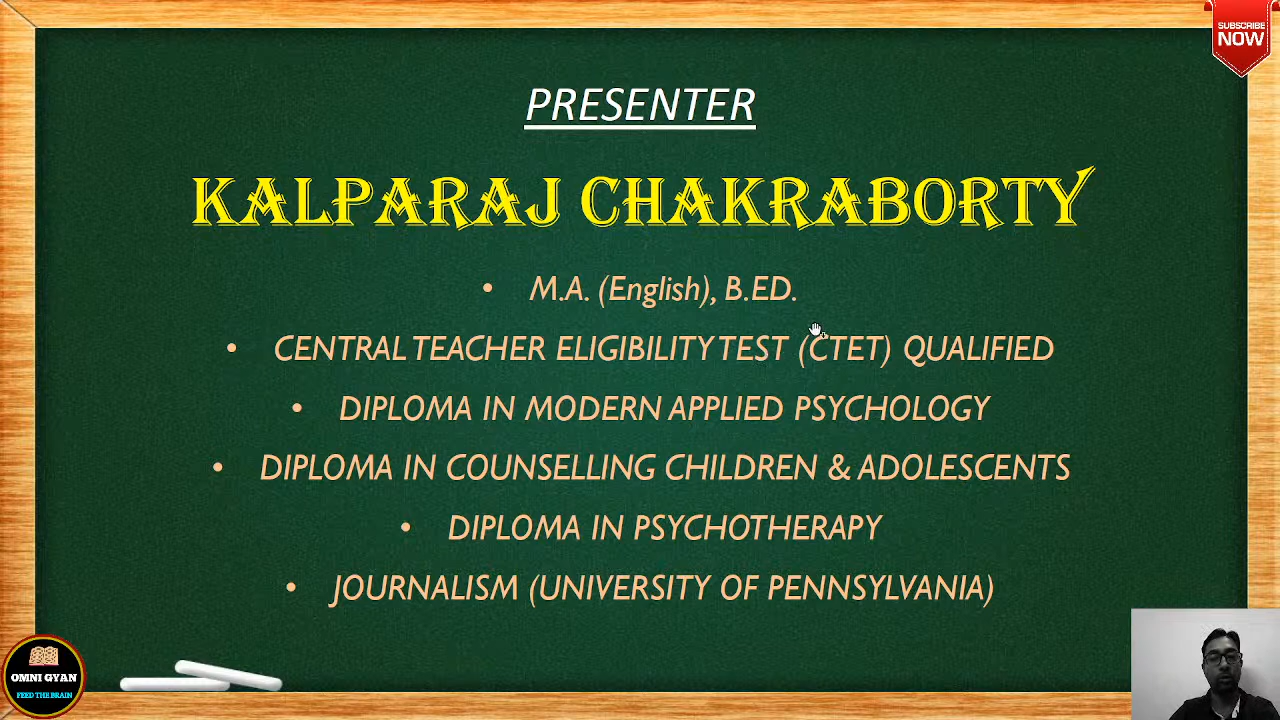 SUBSCRIBE
NOW
PRESENTER
KALPARAJ CHAKRABORTY
• M.A. (English), B.ED.
• CENTRAL TEACHER ELIGIBILITY TEST (CTET) QUALIFIED
• DIPLOMA IN MODERN APPLIED PSYCHOLOGY
• DIPLOMA IN COUNSELLING CHILDREN & ADOLESCENTS
• DIPLOMA IN PSYCHOTHERAPY
• JOURNALISM (UNIVERSITY OF PENNSYLVANIA)
OMNI GYAN
FEED THE BRAIN